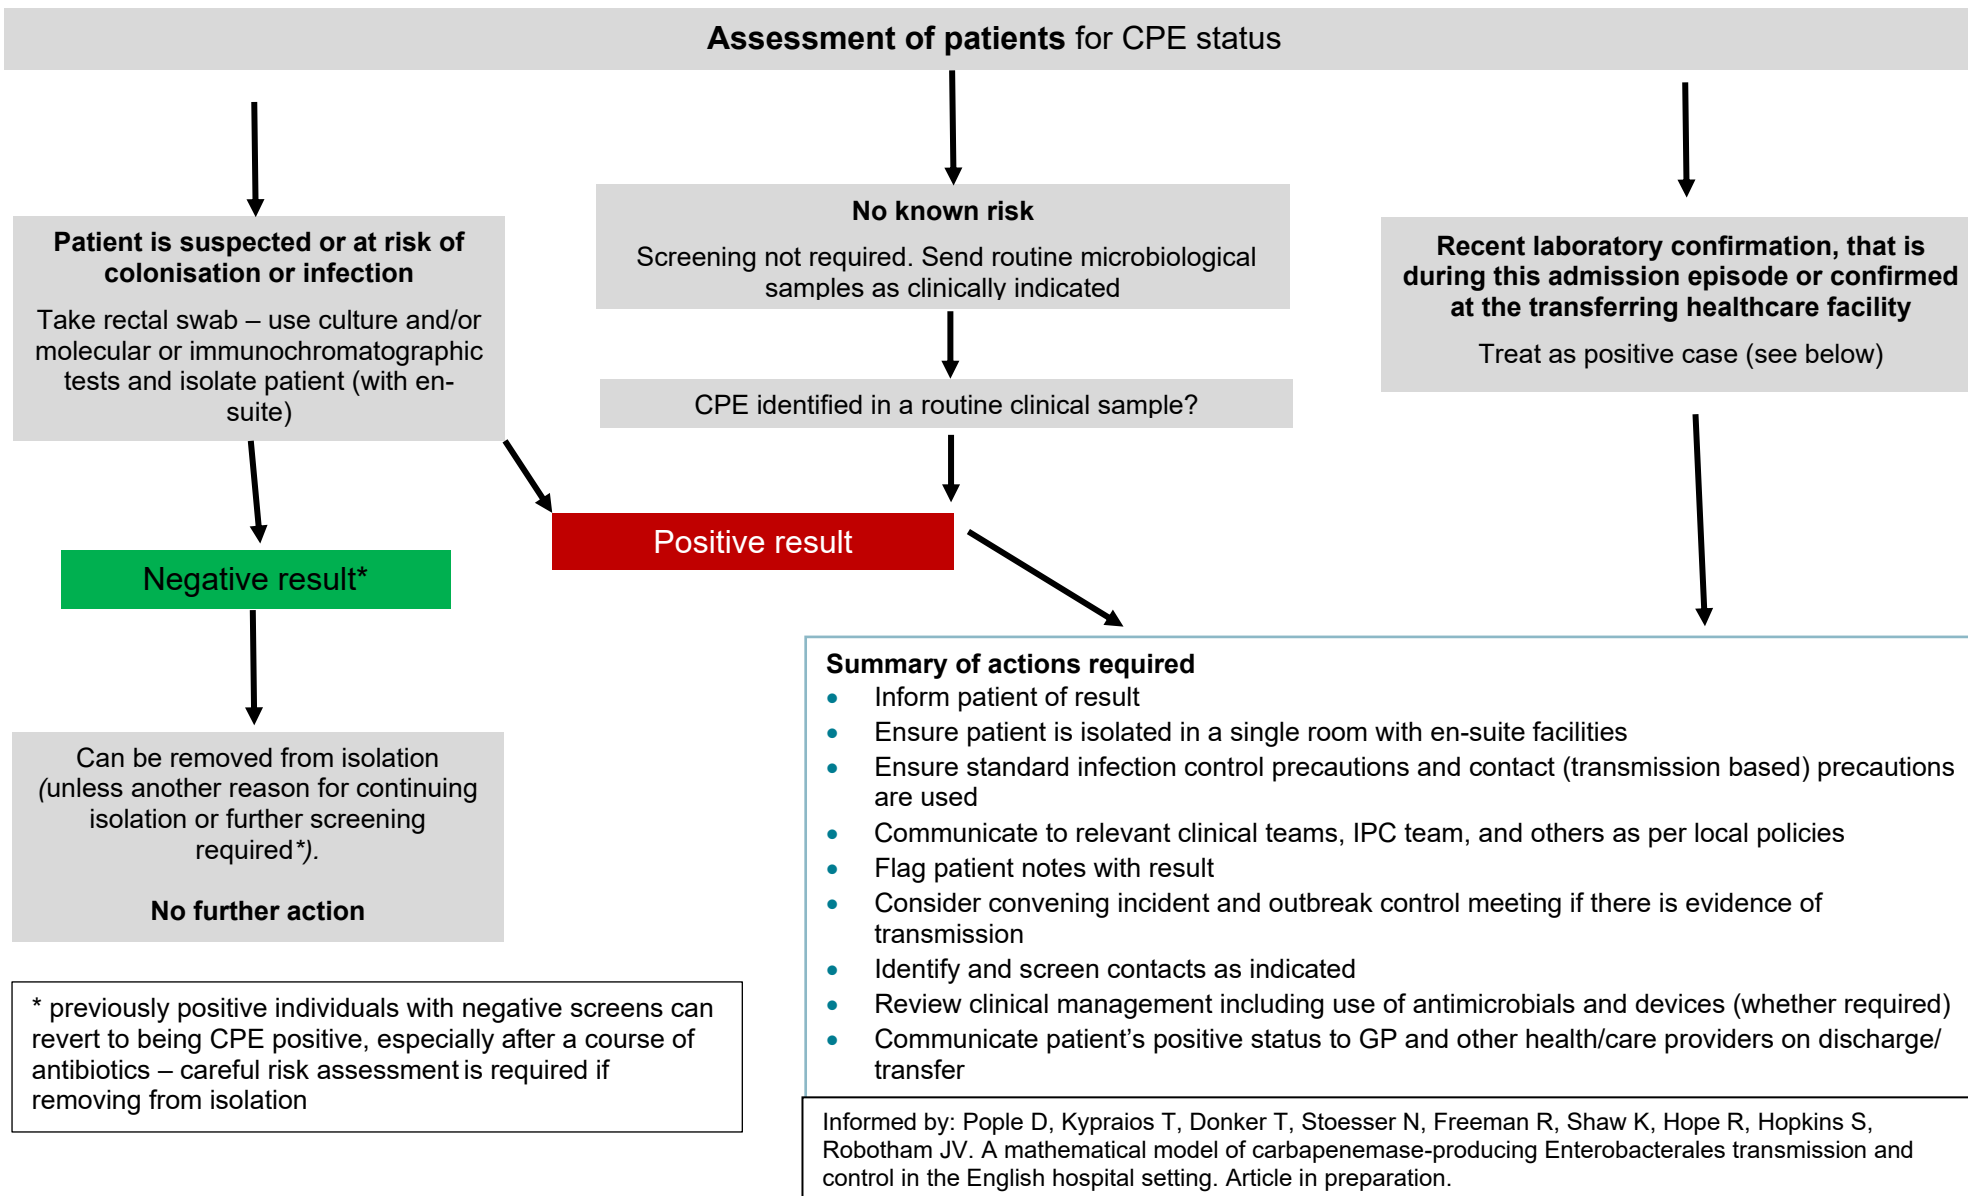 Assessment of patients for CPE status
Patient is suspected or at risk of
colonisation or infection
Take rectal swab – use culture and/or
molecular or immunochromatographic
tests and isolate patient (with en-
suite)
No known risk
Screening not required. Send routine microbiological
samples as clinically indicated
CPE identified in a routine clinical sample?
Recent laboratory confirmation, that is
during this admission episode or confirmed
at the transferring healthcare facility
Treat as positive case (see below)
Positive result
Negative result*
Can be removed from isolation
(unless another reason for continuing
isolation or further screening
required*).
No further action
* previously positive individuals with negative screens can
revert to being CPE positive, especially after a course of
antibiotics – careful risk assessment is required if
removing from isolation
Summary of actions required
• Inform patient of result
• Ensure patient is isolated in a single room with en-suite facilities
• Ensure standard infection control precautions and contact (transmission based) precautions
are used
• Communicate to relevant clinical teams, IPC team, and others as per local policies
• Flag patient notes with result
• Consider convening incident and outbreak control meeting if there is evidence of
transmission
• Identify and screen contacts as indicated
• Review clinical management including use of antimicrobials and devices (whether required)
• Communicate patient’s positive status to GP and other health/care providers on discharge/
transfer
Informed by: Pople D, Kypraios T, Donker T, Stoesser N, Freeman R, Shaw K, Hope R, Hopkins S,
Robotham JV. A mathematical model of carbapenemase-producing Enterobacterales transmission and
control in the English hospital setting. Article in preparation.